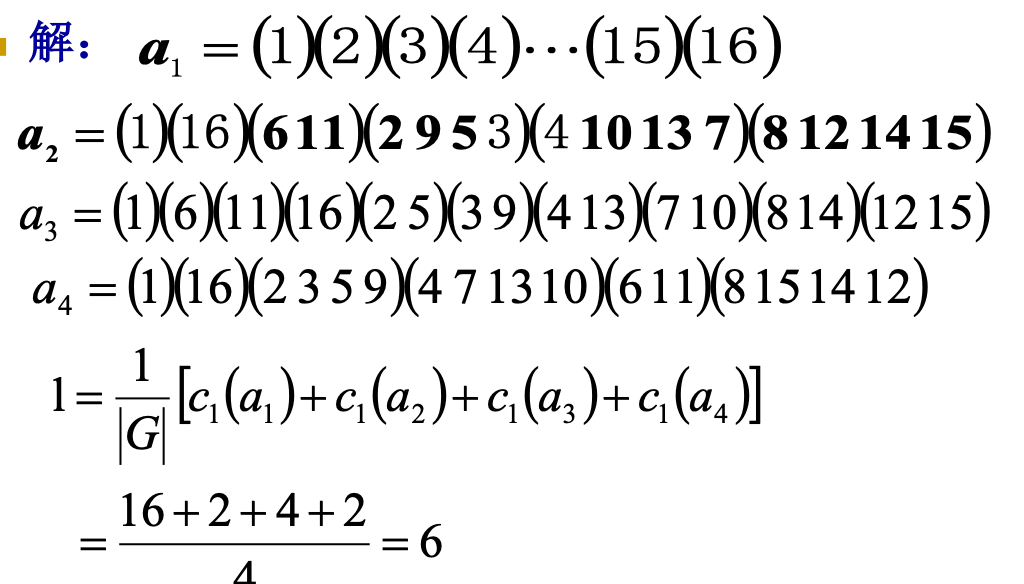 解： a₁ = (1)(2)(3)(4)⋯(15)(16)
a₂ = (1)(16)(6 11)(2 9 5 3)(4 10 13 7)(8 12 14 15)
a₃ = (1)(6)(11)(16)(2 5)(3 9)(4 13)(7 10)(8 14)(12 15)
a₄ = (1)(16)(2 3 5 9)(4 7 13 10)(6 11)(8 15 14 12)
l = 1/|G| [c₁(a₁)+c₁(a₂)+c₁(a₃)+c₁(a₄)]
= (16+2+4+2)/4 = 6